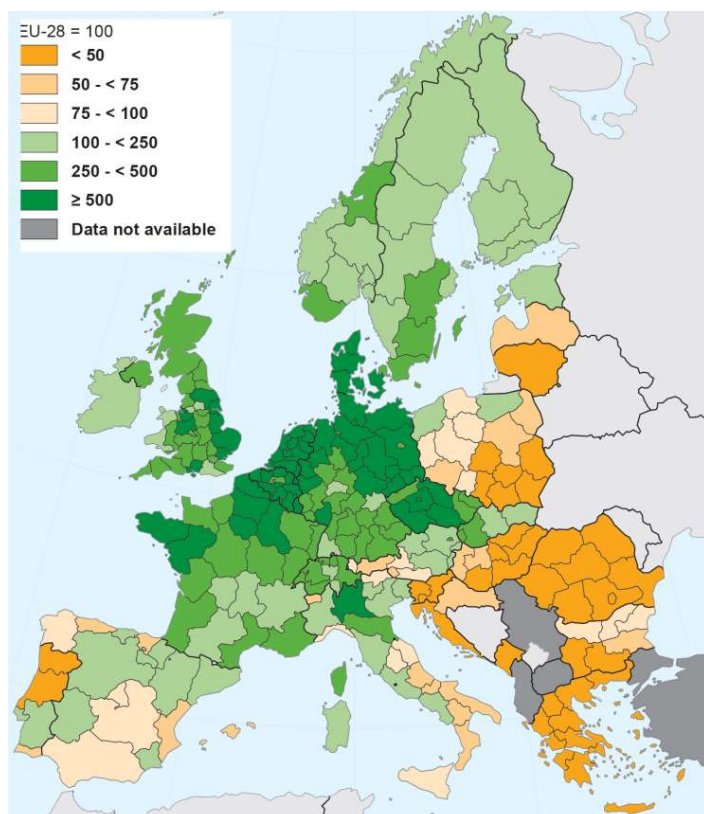 EU-28 = 100
< 50
50 - < 75
75 - < 100
100 - < 250
250 - < 500
≥ 500
Data not available